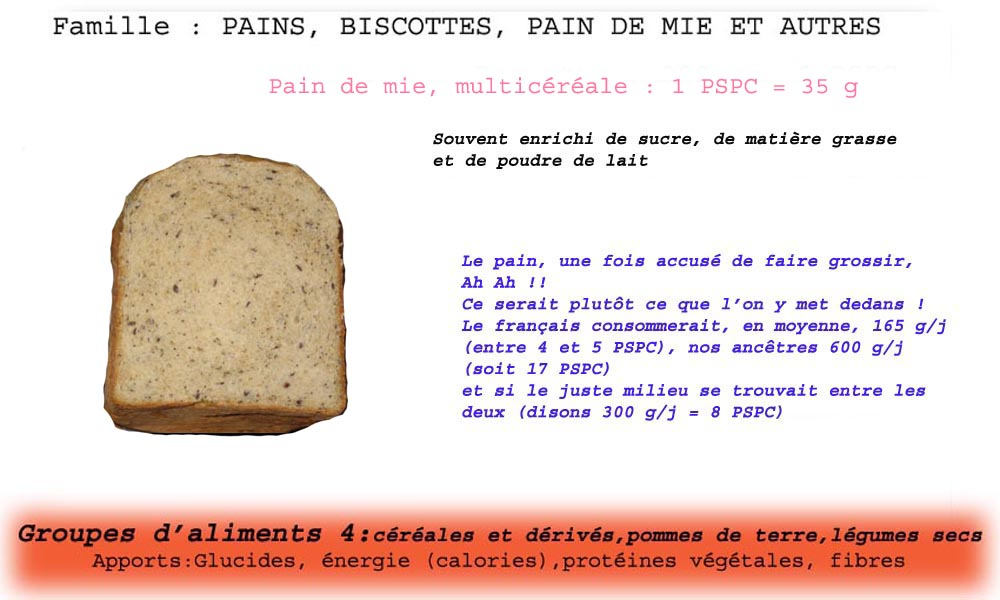 Famille : PAINS, BISCOTTES, PAIN DE MIE ET AUTRES
Pain de mie, multicéréale : 1 PSPC = 35 g
Souvent enrichi de sucre, de matière grasse
et de poudre de lait
Le pain, une fois accusé de faire grossir,
Ah Ah !!
Ce serait plutôt ce que l'on y met dedans !
Le français consommerait, en moyenne, 165 g/j
(entre 4 et 5 PSPC), nos ancêtres 600 g/j
(soit 17 PSPC)
et si le juste milieu se trouvait entre les
deux (disons 300 g/j = 8 PSPC)
Groupes d'aliments 4:céréales et dérivés,pommes de terre,légumes secs
Apports:Glucides, énergie (calories),protéines végétales, fibres